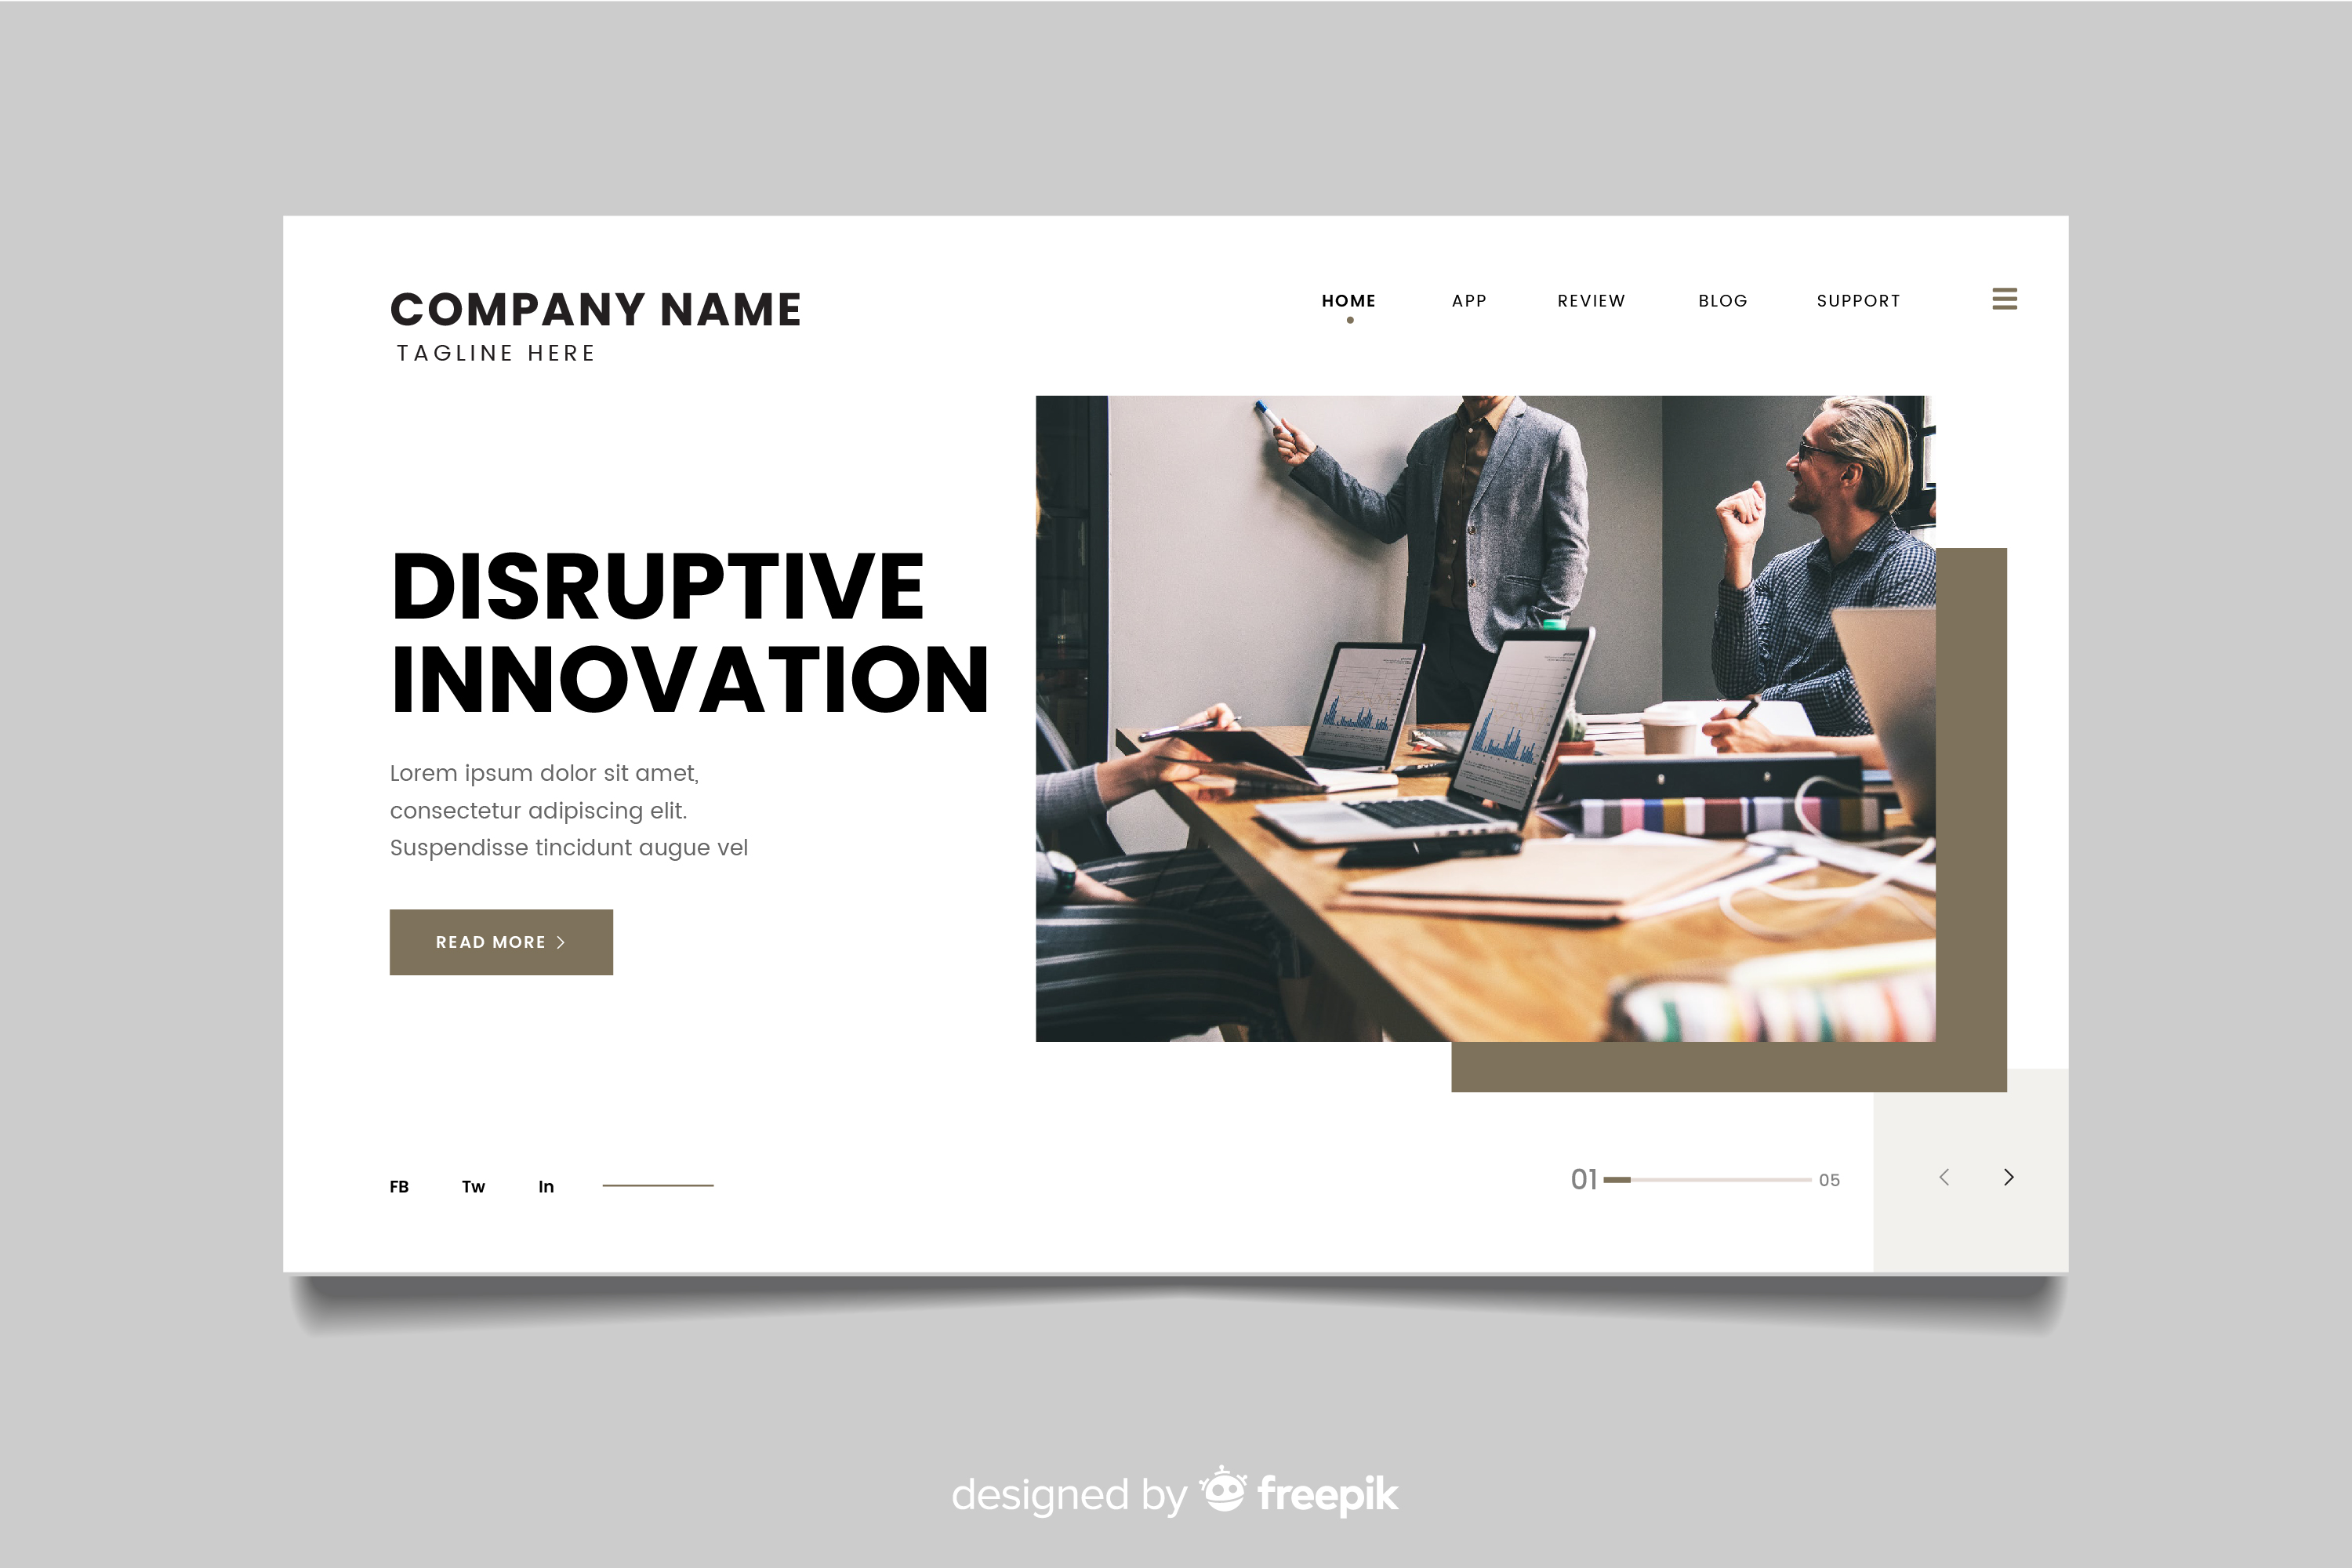 COMPANY NAME
TAGLINE HERE
HOME APP REVIEW BLOG SUPPORT
DISRUPTIVE
INNOVATION
Lorem ipsum dolor sit amet,
consectetur adipiscing elit.
Suspendisse tincidunt augue vel
READ MORE >
FB Tw In
01 05
designed by freepik